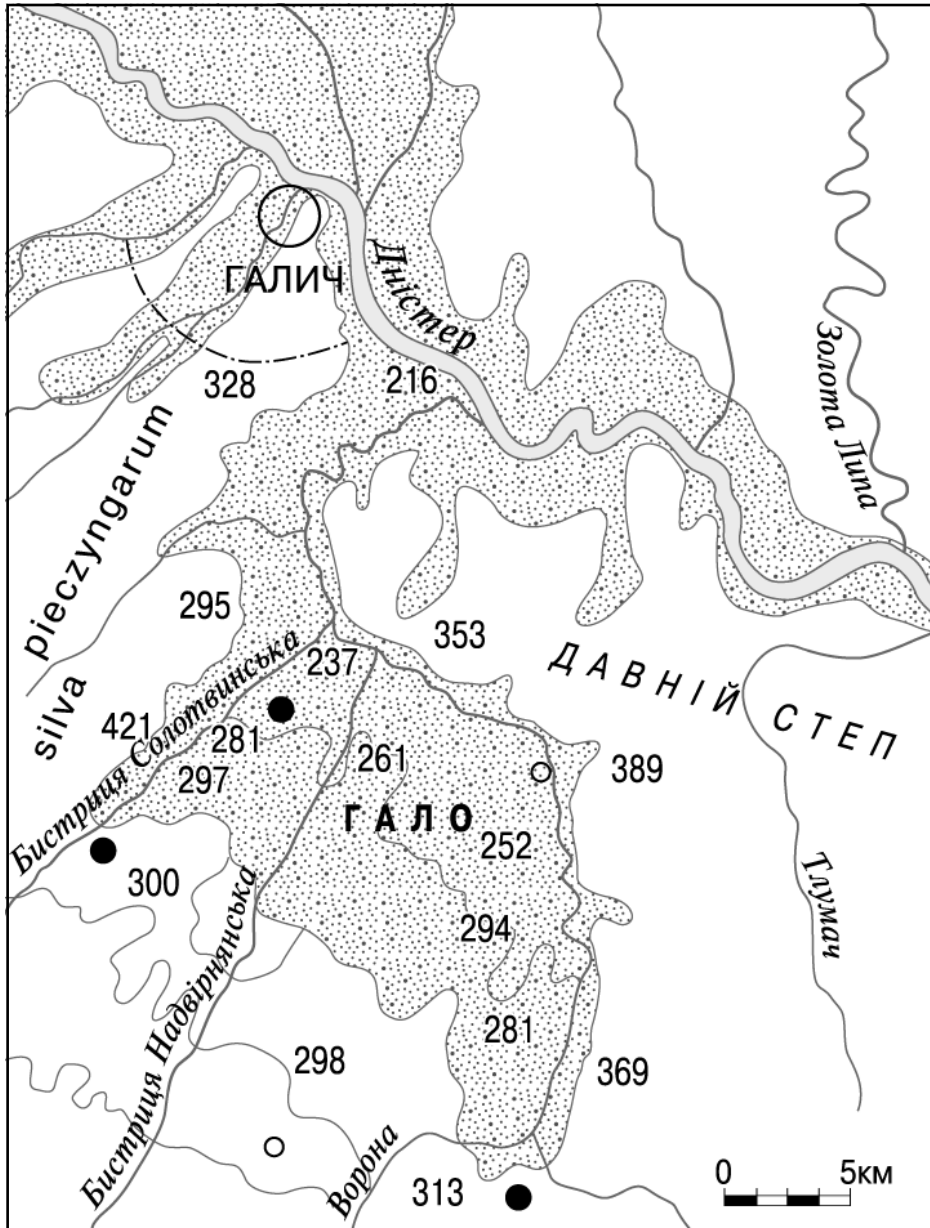 ГАЛИЧ
Дністер
216
328
Золота Липа
silva pieczyngarum
295
353
ДАВНІЙ СТЕП
237
Бистриця Солотвинська
421
281
297
261
389
ГАЛО
252
300
Тлумач
294
Бистриця Надвірнянська
281
298
369
Ворона
313
0 5км